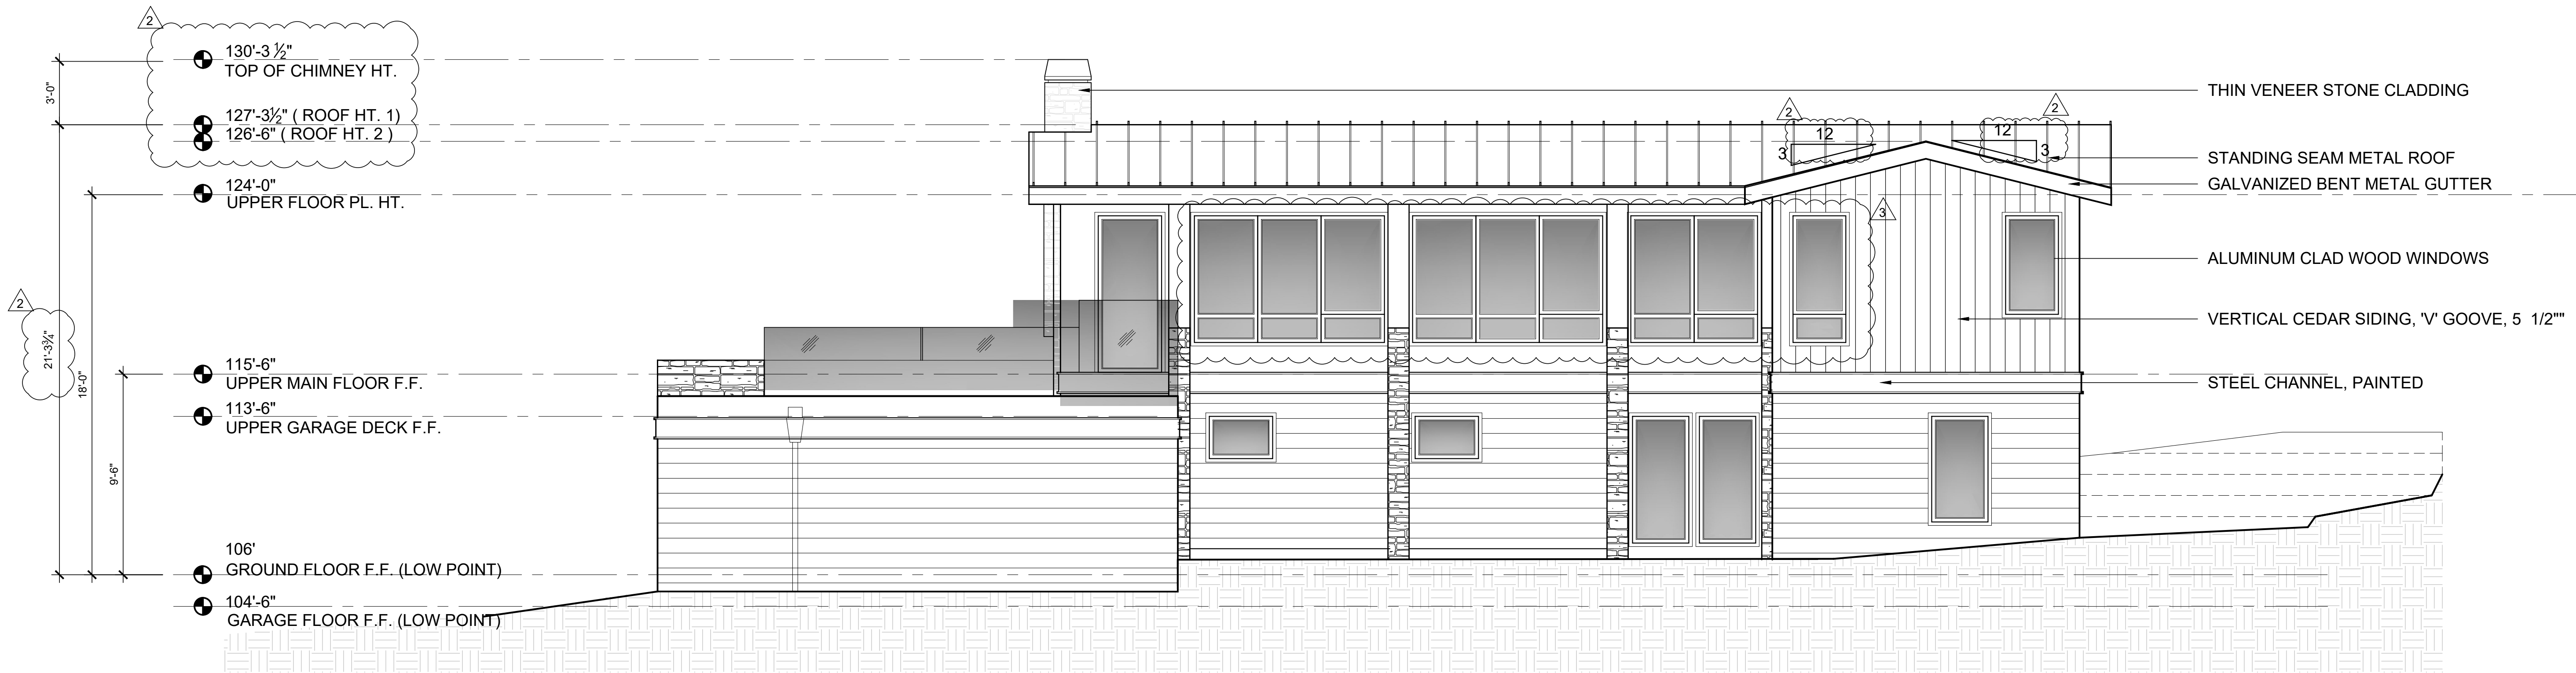 2
130'-3 1/2"
TOP OF CHIMNEY HT.
127'-3 1/2" ( ROOF HT. 1)
126'-6" ( ROOF HT. 2 )
124'-0"
UPPER FLOOR PL. HT.
115'-6"
UPPER MAIN FLOOR F.F.
113'-6"
UPPER GARAGE DECK F.F.
106'
GROUND FLOOR F.F. (LOW POINT)
104'-6"
GARAGE FLOOR F.F. (LOW POINT)
3'-0"
2
21'-3 3/4"
18'-0"
9'-6"
2
12
3
2
12
3
3
THIN VENEER STONE CLADDING
STANDING SEAM METAL ROOF
GALVANIZED BENT METAL GUTTER
ALUMINUM CLAD WOOD WINDOWS
VERTICAL CEDAR SIDING, 'V' GOOVE, 5 1/2""
STEEL CHANNEL, PAINTED